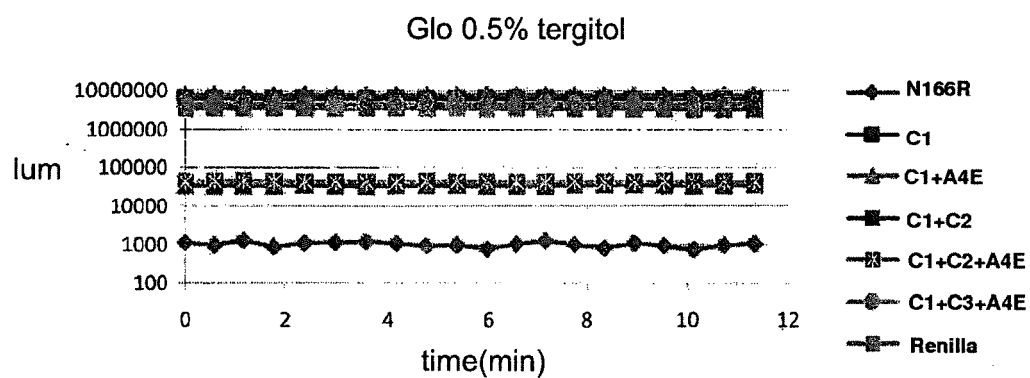 Glo 0.5% tergitol
10000000
1000000
100000
10000
1000
100
lum
0 2 4 6 8 10 12
time(min)
N166R
C1
C1+A4E
C1+C2
C1+C2+A4E
C1+C3+A4E
Renilla